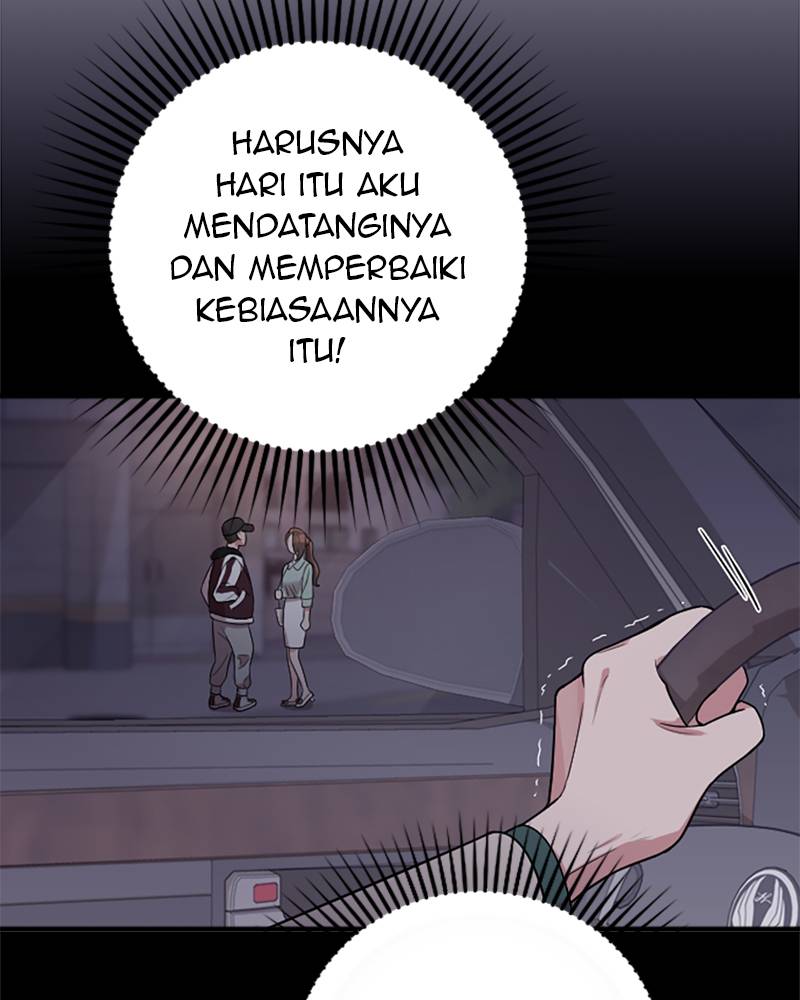 HARUSNYA
HARI ITU AKU
MENDATANGINYA
DAN MEMPERBAIKI
KEBIASAANNYA
ITU!